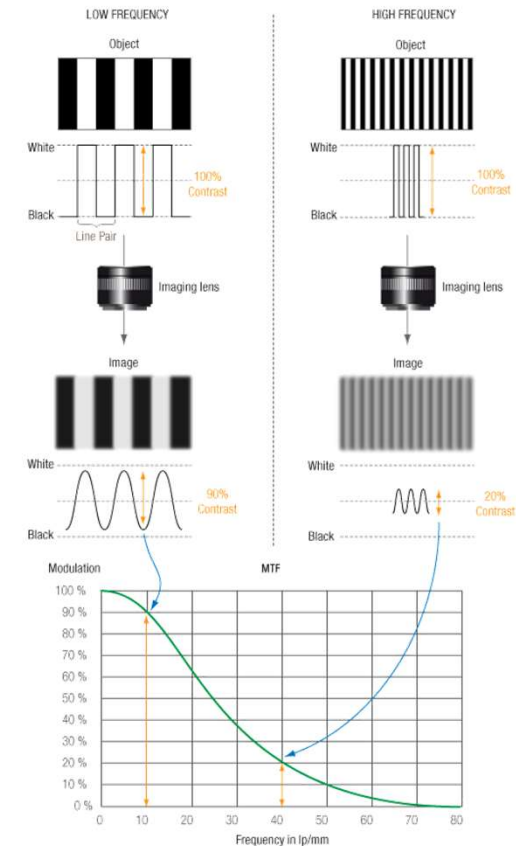 LOW FREQUENCY
Object
White
100%
Contrast
Black
Line Pair
Imaging lens
Image
White
90%
Contrast
Black
HIGH FREQUENCY
Object
White
100%
Contrast
Black
Imaging lens
Image
White
20%
Contrast
Black
Modulation
MTF
100 %
90 %
80 %
70 %
60 %
50 %
40 %
30 %
20 %
10 %
0 %
0 10 20 30 40 50 60 70 80
Frequency in lp/mm